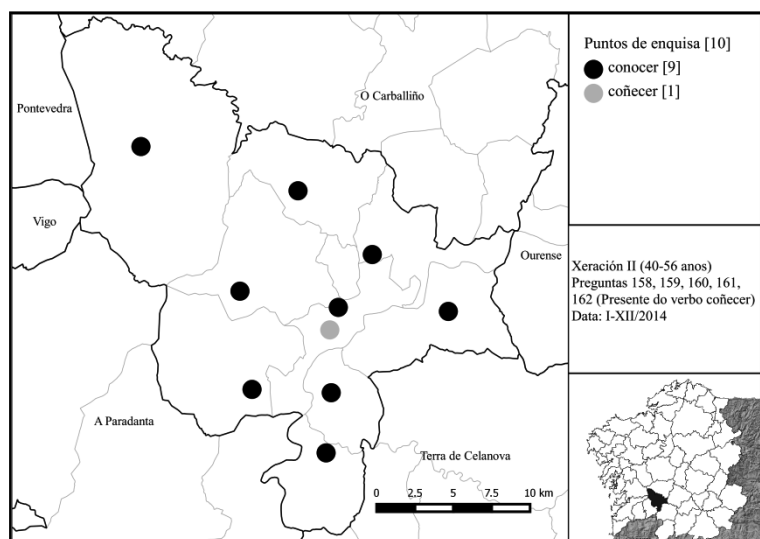 Pontevedra
O Carballiño
Vigo
Ourense
A Paradanta
Terra de Celanova
0 2,5 5 7,5 10 km
Puntos de enquisa [10]
conocer [9]
coñecer [1]
Xeración II (40-56 anos)
Preguntas 158, 159, 160, 161,
162 (Presente do verbo coñecer)
Data: I-XII/2014